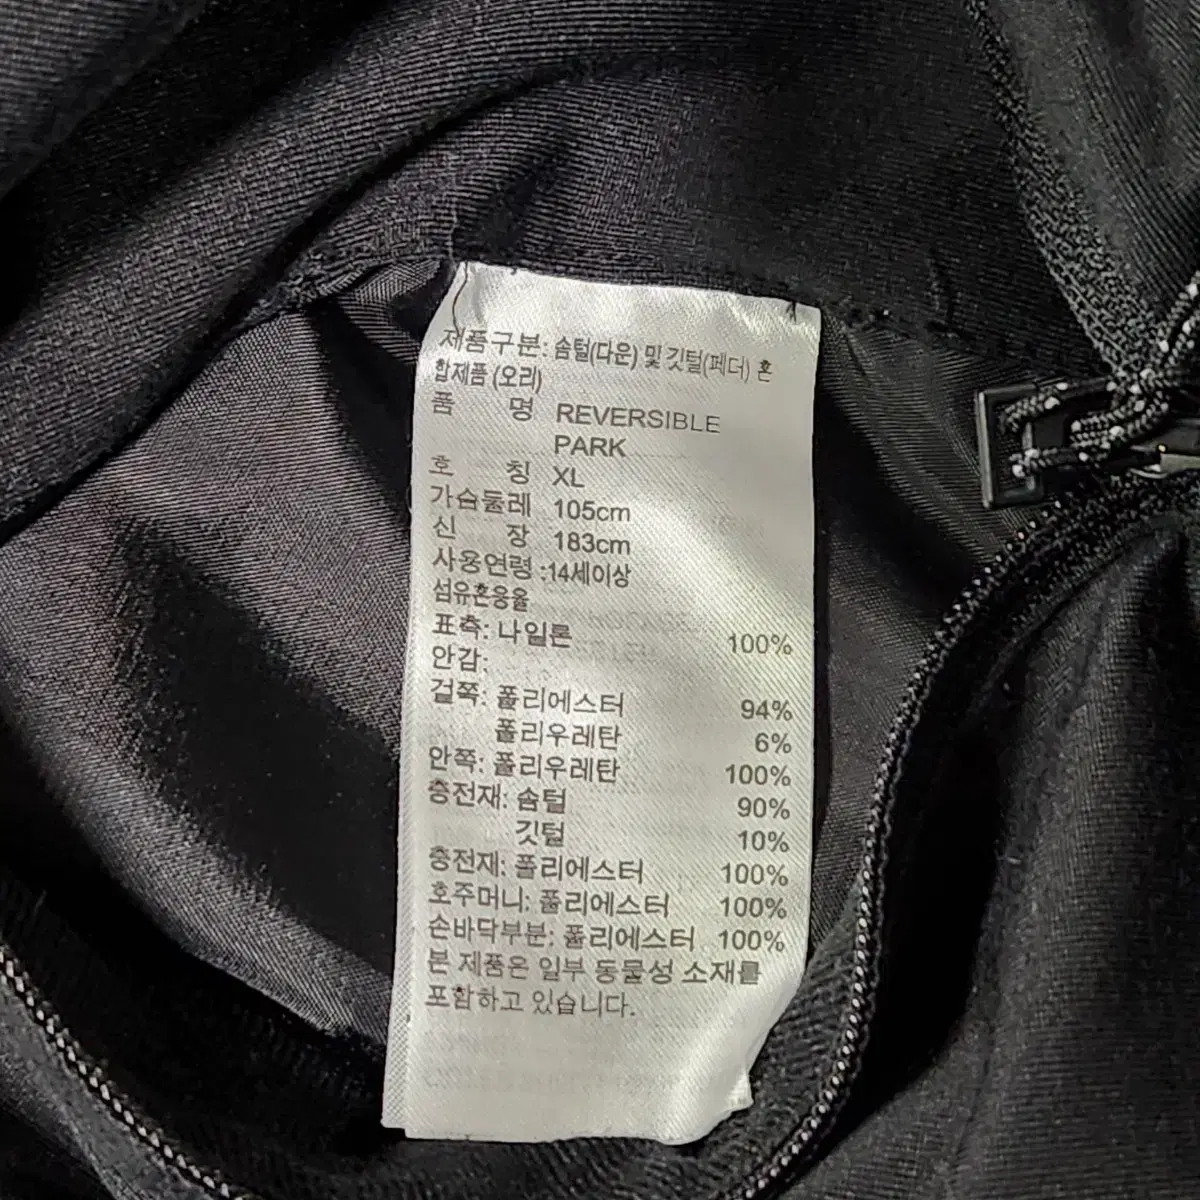 제품구분: 솜털(다운) 및 깃털(페더) 혼
합제품 (오리)
품 명 REVERSIBLE
PARK
호 칭 XL
가슴둘레 105cm
신 장 183cm
사용연령 :14세이상
섬유혼용율
표측: 나일론 100%
안감:
겉쪽: 폴리에스터 94%
폴리우레탄 6%
안쪽: 폴리우레탄 100%
충전재: 솜털 90%
깃털 10%
충전재: 폴리에스터 100%
호주머니: 폴리에스터 100%
손바닥부분: 폴리에스터 100%
본 제품은 일부 동물성 소재를
포함하고 있습니다.